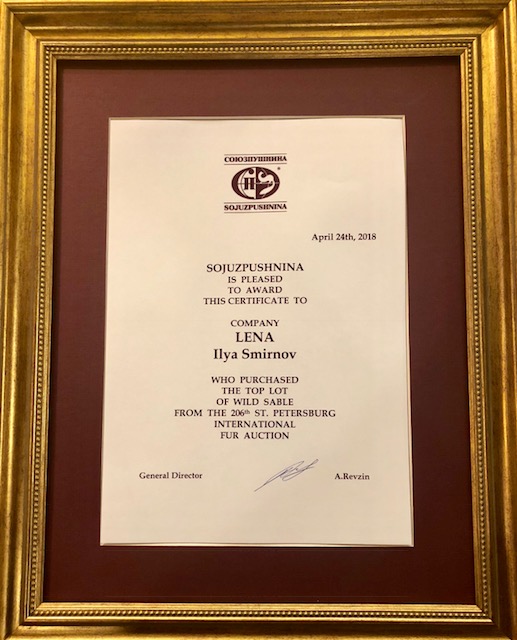 СОЮЗПУШНИНА
SOJUZPUSHNINA
April 24th, 2018
SOJUZPUSHNINA
IS PLEASED
TO AWARD
THIS CERTIFICATE TO
COMPANY
LENA
Ilya Smirnov
WHO PURCHASED
THE TOP LOT
OF WILD SABLE
FROM THE 206th ST. PETERSBURG
INTERNATIONAL
FUR AUCTION
General Director A.Revzin